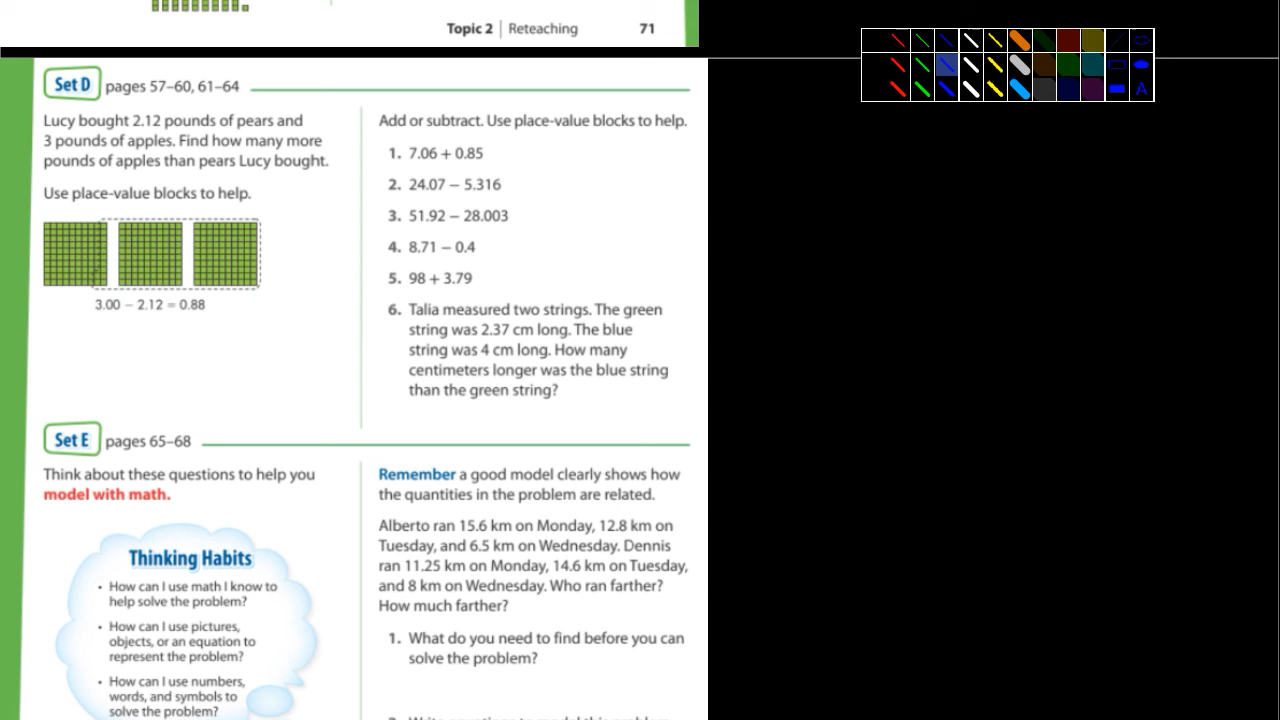 Topic 2 | Reteaching 71
Set D pages 57–60, 61–64
Lucy bought 2.12 pounds of pears and
3 pounds of apples. Find how many more
pounds of apples than pears Lucy bought.
Use place-value blocks to help.
3.00 − 2.12 = 0.88
Add or subtract. Use place-value blocks to help.
1. 7.06 + 0.85
2. 24.07 − 5.316
3. 51.92 − 28.003
4. 8.71 − 0.4
5. 98 + 3.79
6. Talia measured two strings. The green
string was 2.37 cm long. The blue
string was 4 cm long. How many
centimeters longer was the blue string
than the green string?
Set E pages 65–68
Think about these questions to help you
model with math.
Thinking Habits
• How can I use math I know to
help solve the problem?
• How can I use pictures,
objects, or an equation to
represent the problem?
• How can I use numbers,
words, and symbols to
solve the problem?
Remember a good model clearly shows how
the quantities in the problem are related.
Alberto ran 15.6 km on Monday, 12.8 km on
Tuesday, and 6.5 km on Wednesday. Dennis
ran 11.25 km on Monday, 14.6 km on Tuesday,
and 8 km on Wednesday. Who ran farther?
How much farther?
1. What do you need to find before you can
solve the problem?
A